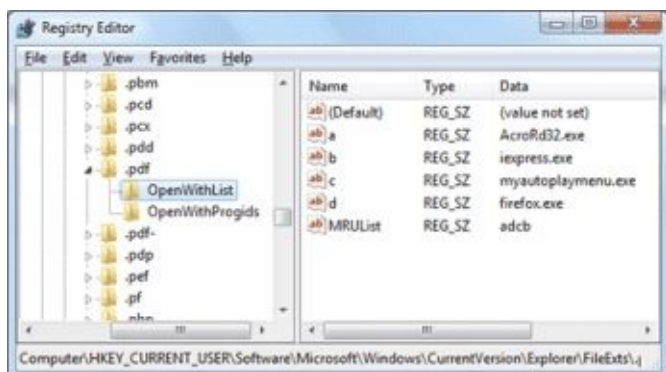 Registry Editor
File Edit View Favorites Help
.pbm
.pcd
.pcx
.pdd
.pdf
OpenWithList
OpenWithProgids
.pdf-
.pdp
.pef
.pf
Name Type Data
(Default) REG_SZ (value not set)
a REG_SZ AcroRd32.exe
b REG_SZ iexpress.exe
c REG_SZ myautoplaymenu.exe
d REG_SZ firefox.exe
MRUList REG_SZ adcb
Computer\HKEY_CURRENT_USER\Software\Microsoft\Windows\CurrentVersion\Explorer\FileExts\.